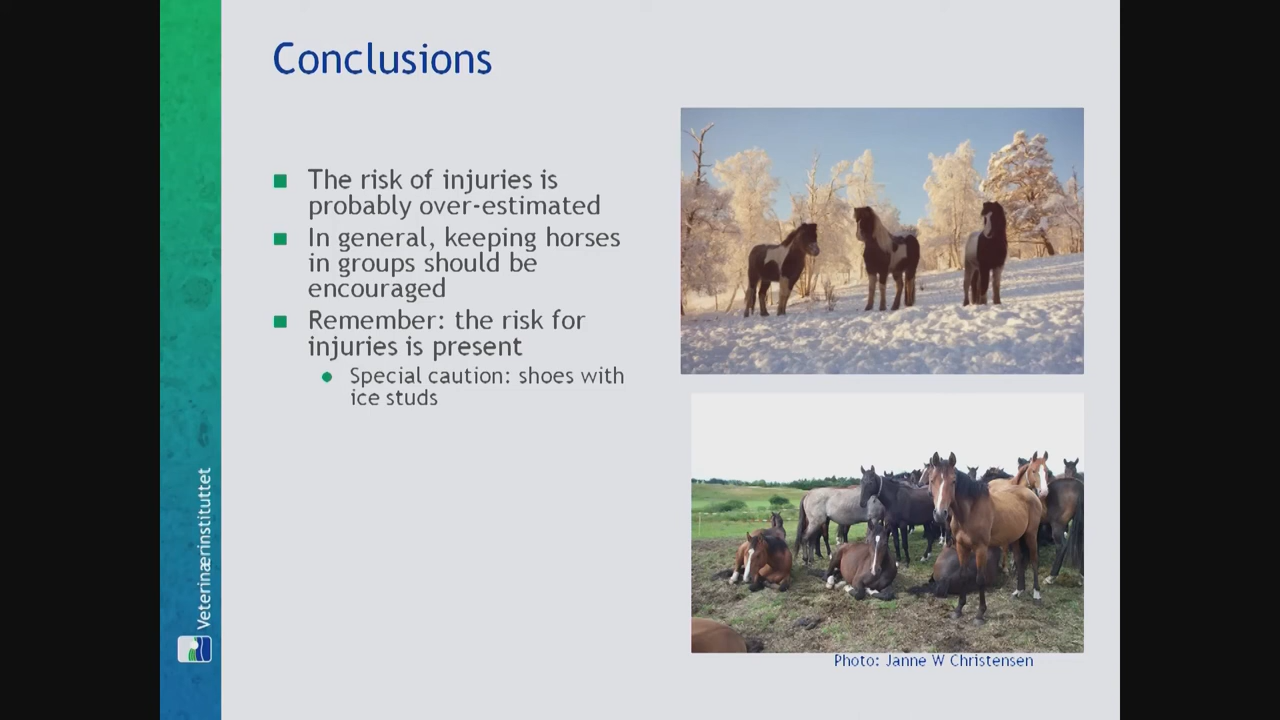 Conclusions
The risk of injuries is
probably over-estimated
In general, keeping horses
in groups should be
encouraged
Remember: the risk for
injuries is present
Special caution: shoes with
ice studs
Veterinærinstituttet
Photo: Janne W Christensen